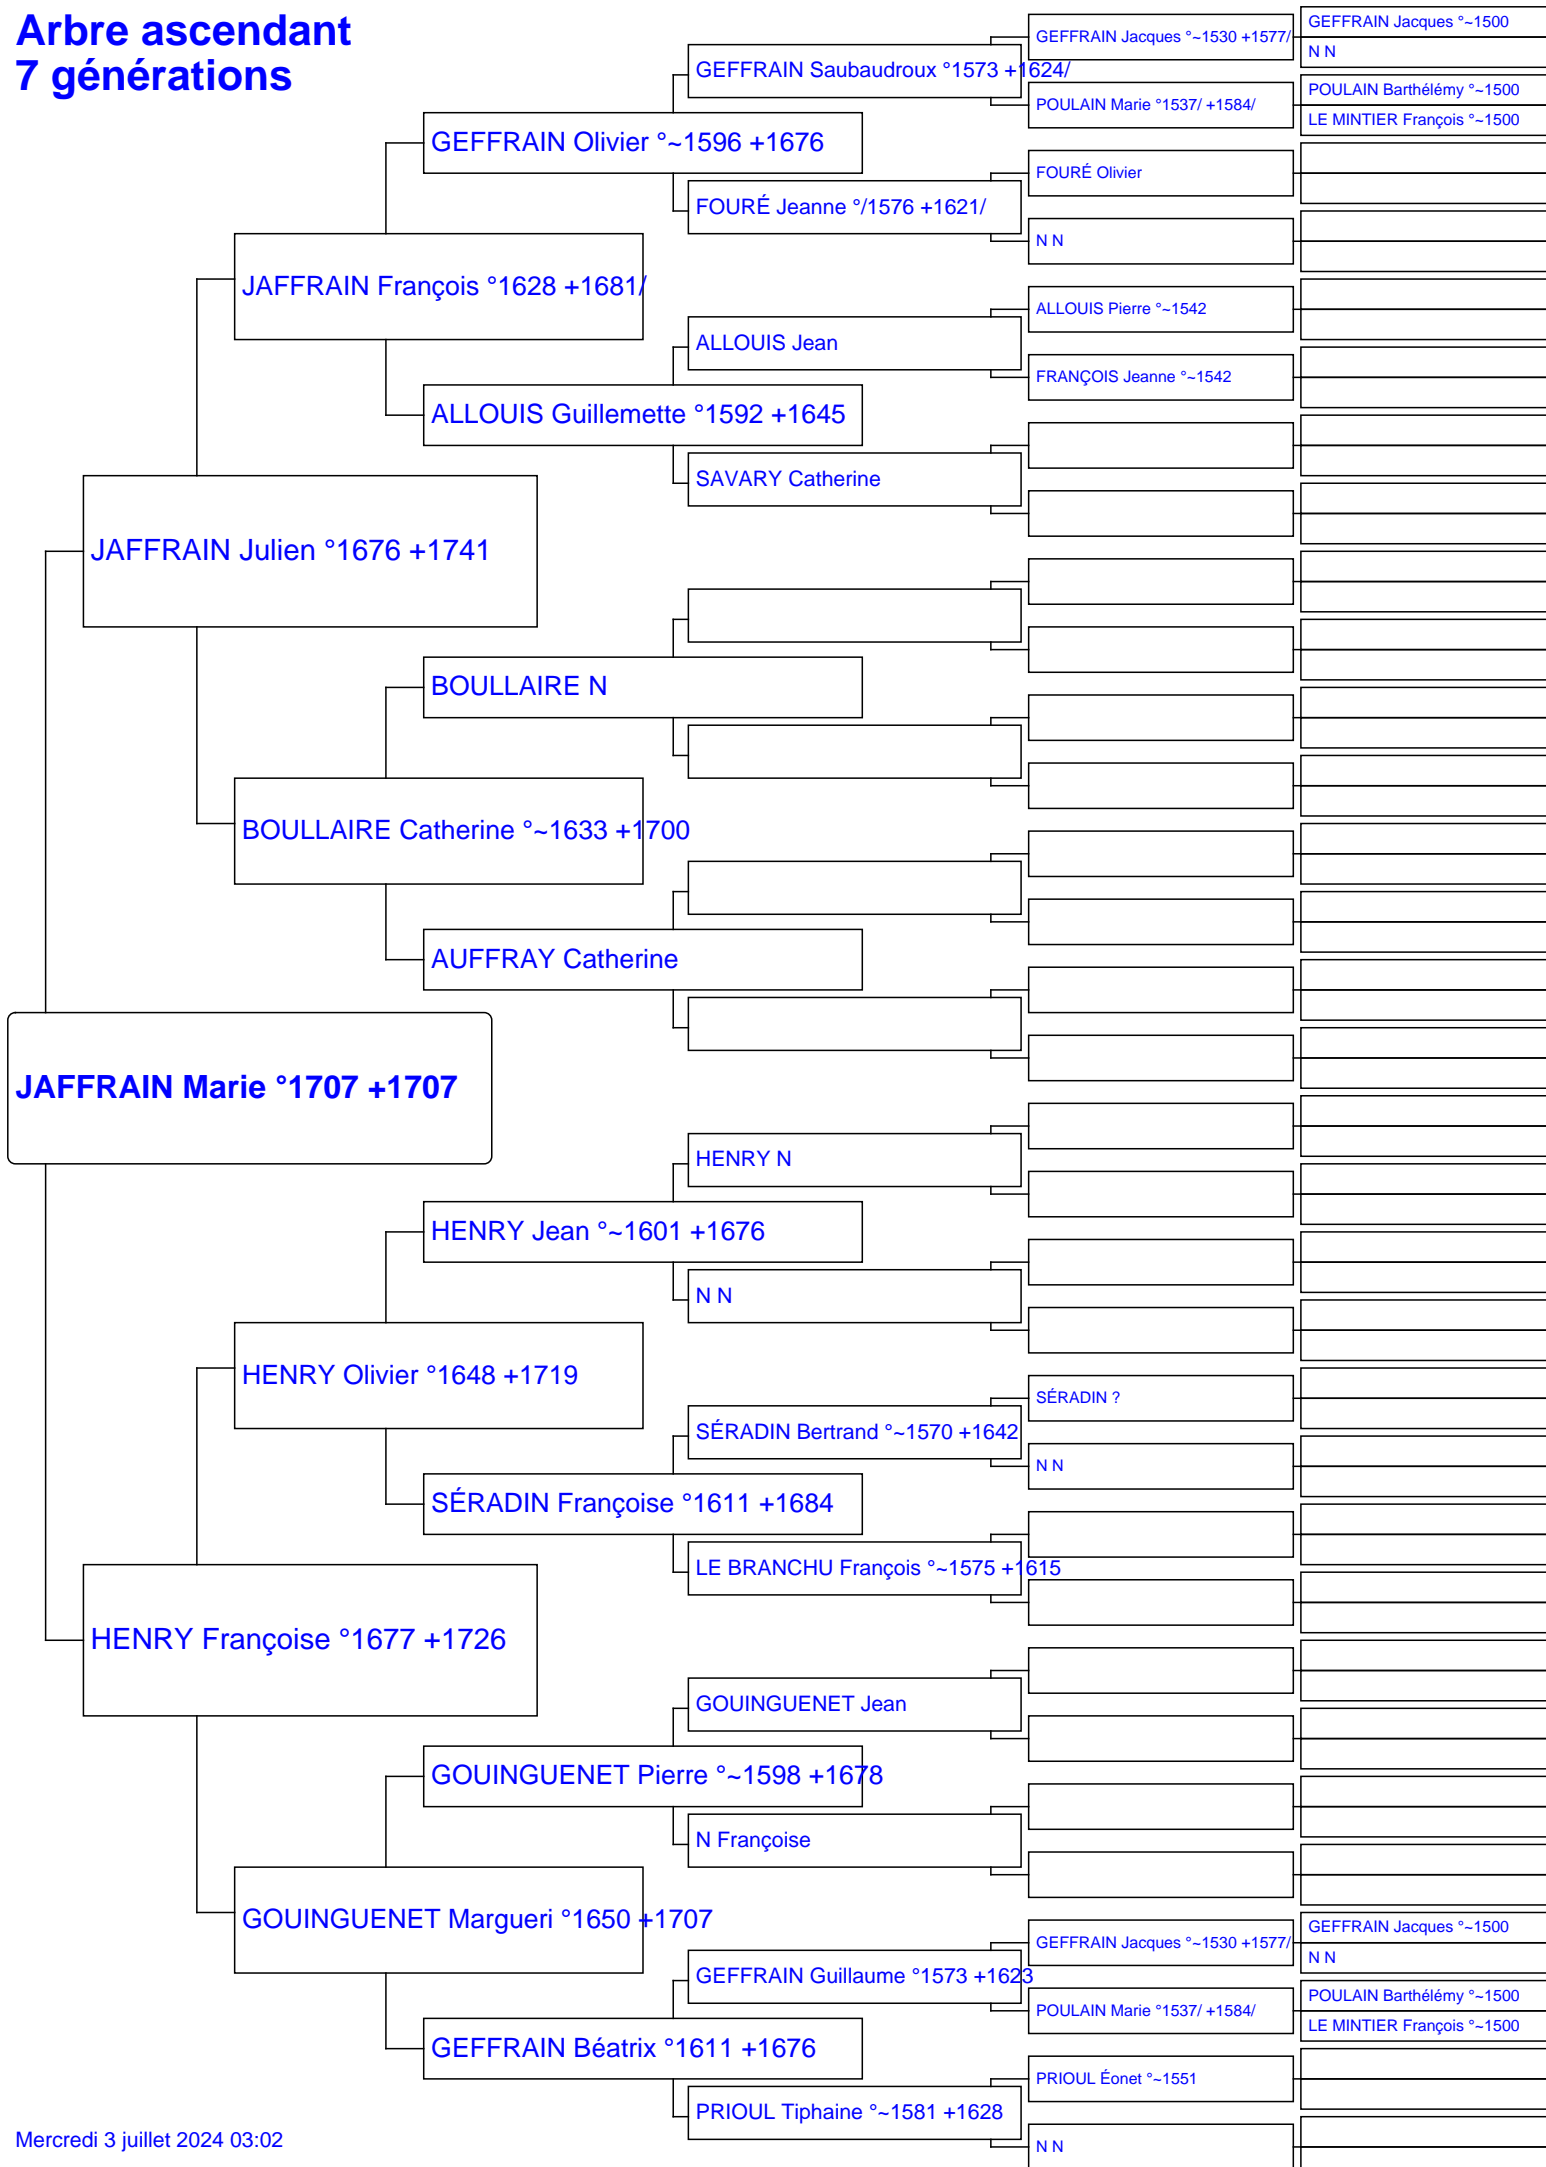 Arbre ascendant
7 générations
GEFFRAIN Jacques °~1500
GEFFRAIN Jacques °~1530 +1577/
N N
GEFFRAIN Saubaudroux °1573 +1624/
POULAIN Barthélémy °~1500
POULAIN Marie °1537/ +1584/
LE MINTIER François °~1500
GEFFRAIN Olivier °~1596 +1676
FOURÉ Olivier
FOURÉ Jeanne °/1576 +1621/
N N
JAFFRAIN François °1628 +1681/
ALLOUIS Pierre °~1542
ALLOUIS Jean
FRANÇOIS Jeanne °~1542
ALLOUIS Guillemette °1592 +1645
SAVARY Catherine
JAFFRAIN Julien °1676 +1741
BOULLAIRE N
BOULLAIRE Catherine °~1633 +1700
AUFFRAY Catherine
JAFFRAIN Marie °1707 +1707
HENRY N
HENRY Jean °~1601 +1676
N N
HENRY Olivier °1648 +1719
SÉRADIN ?
SÉRADIN Bertrand °~1570 +1642
N N
SÉRADIN Françoise °1611 +1684
LE BRANCHU François °~1575 +1615
HENRY Françoise °1677 +1726
GOUINGUENET Jean
GOUINGUENET Pierre °~1598 +1678
N Françoise
GOUINGUENET Margueri °1650 +1707
GEFFRAIN Jacques °~1500
GEFFRAIN Jacques °~1530 +1577/
N N
GEFFRAIN Guillaume °1573 +1623
POULAIN Barthélémy °~1500
POULAIN Marie °1537/ +1584/
LE MINTIER François °~1500
GEFFRAIN Béatrix °1611 +1676
PRIOUL Éonet °~1551
PRIOUL Tiphaine °~1581 +1628
N N
Mercredi 3 juillet 2024 03:02